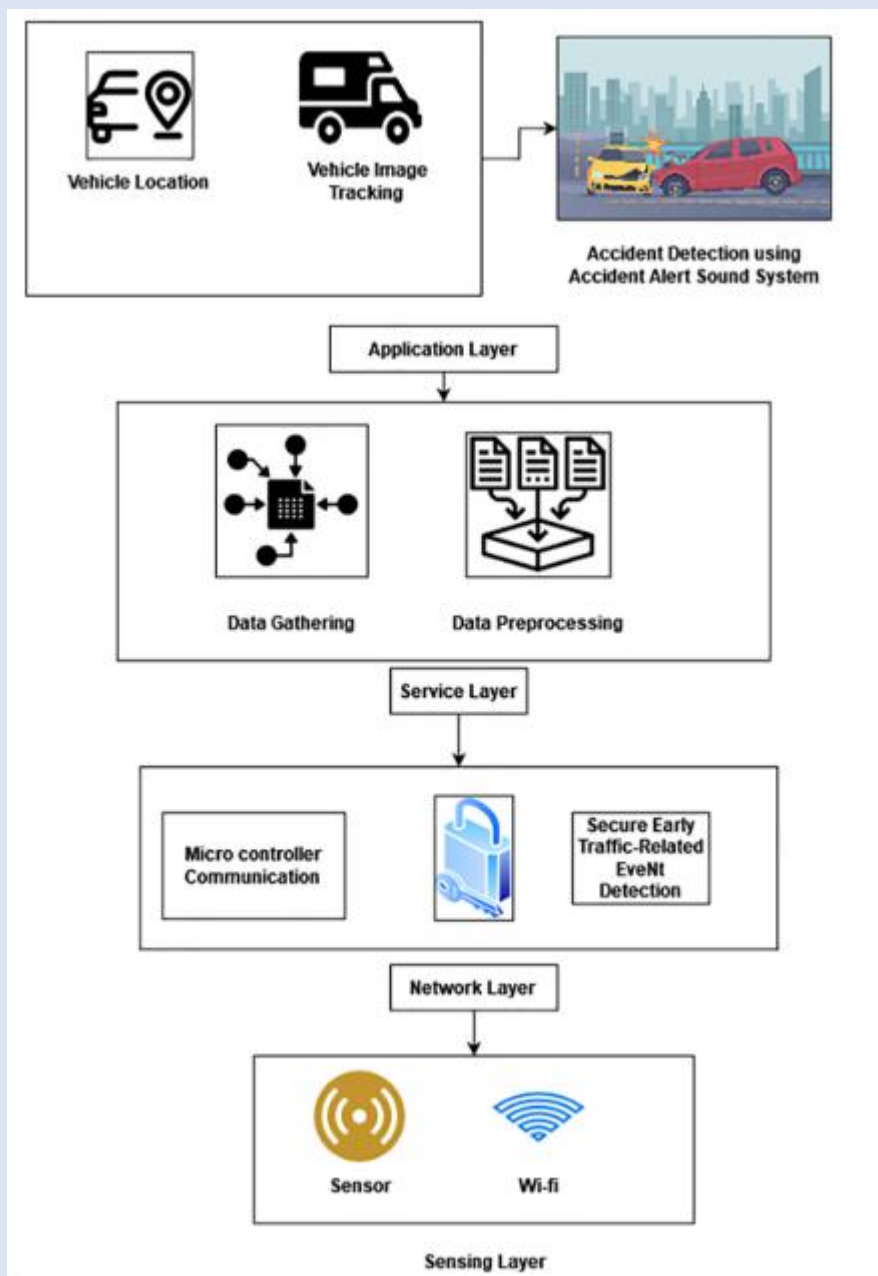 Vehicle Location
Vehicle Image
Tracking
Accident Detection using
Accident Alert Sound System
Application Layer
Data Gathering
Data Preprocessing
Service Layer
Micro controller
Communication
Secure Early
Traffic-Related
EveNt
Detection
Network Layer
Sensor
Wi-fi
Sensing Layer